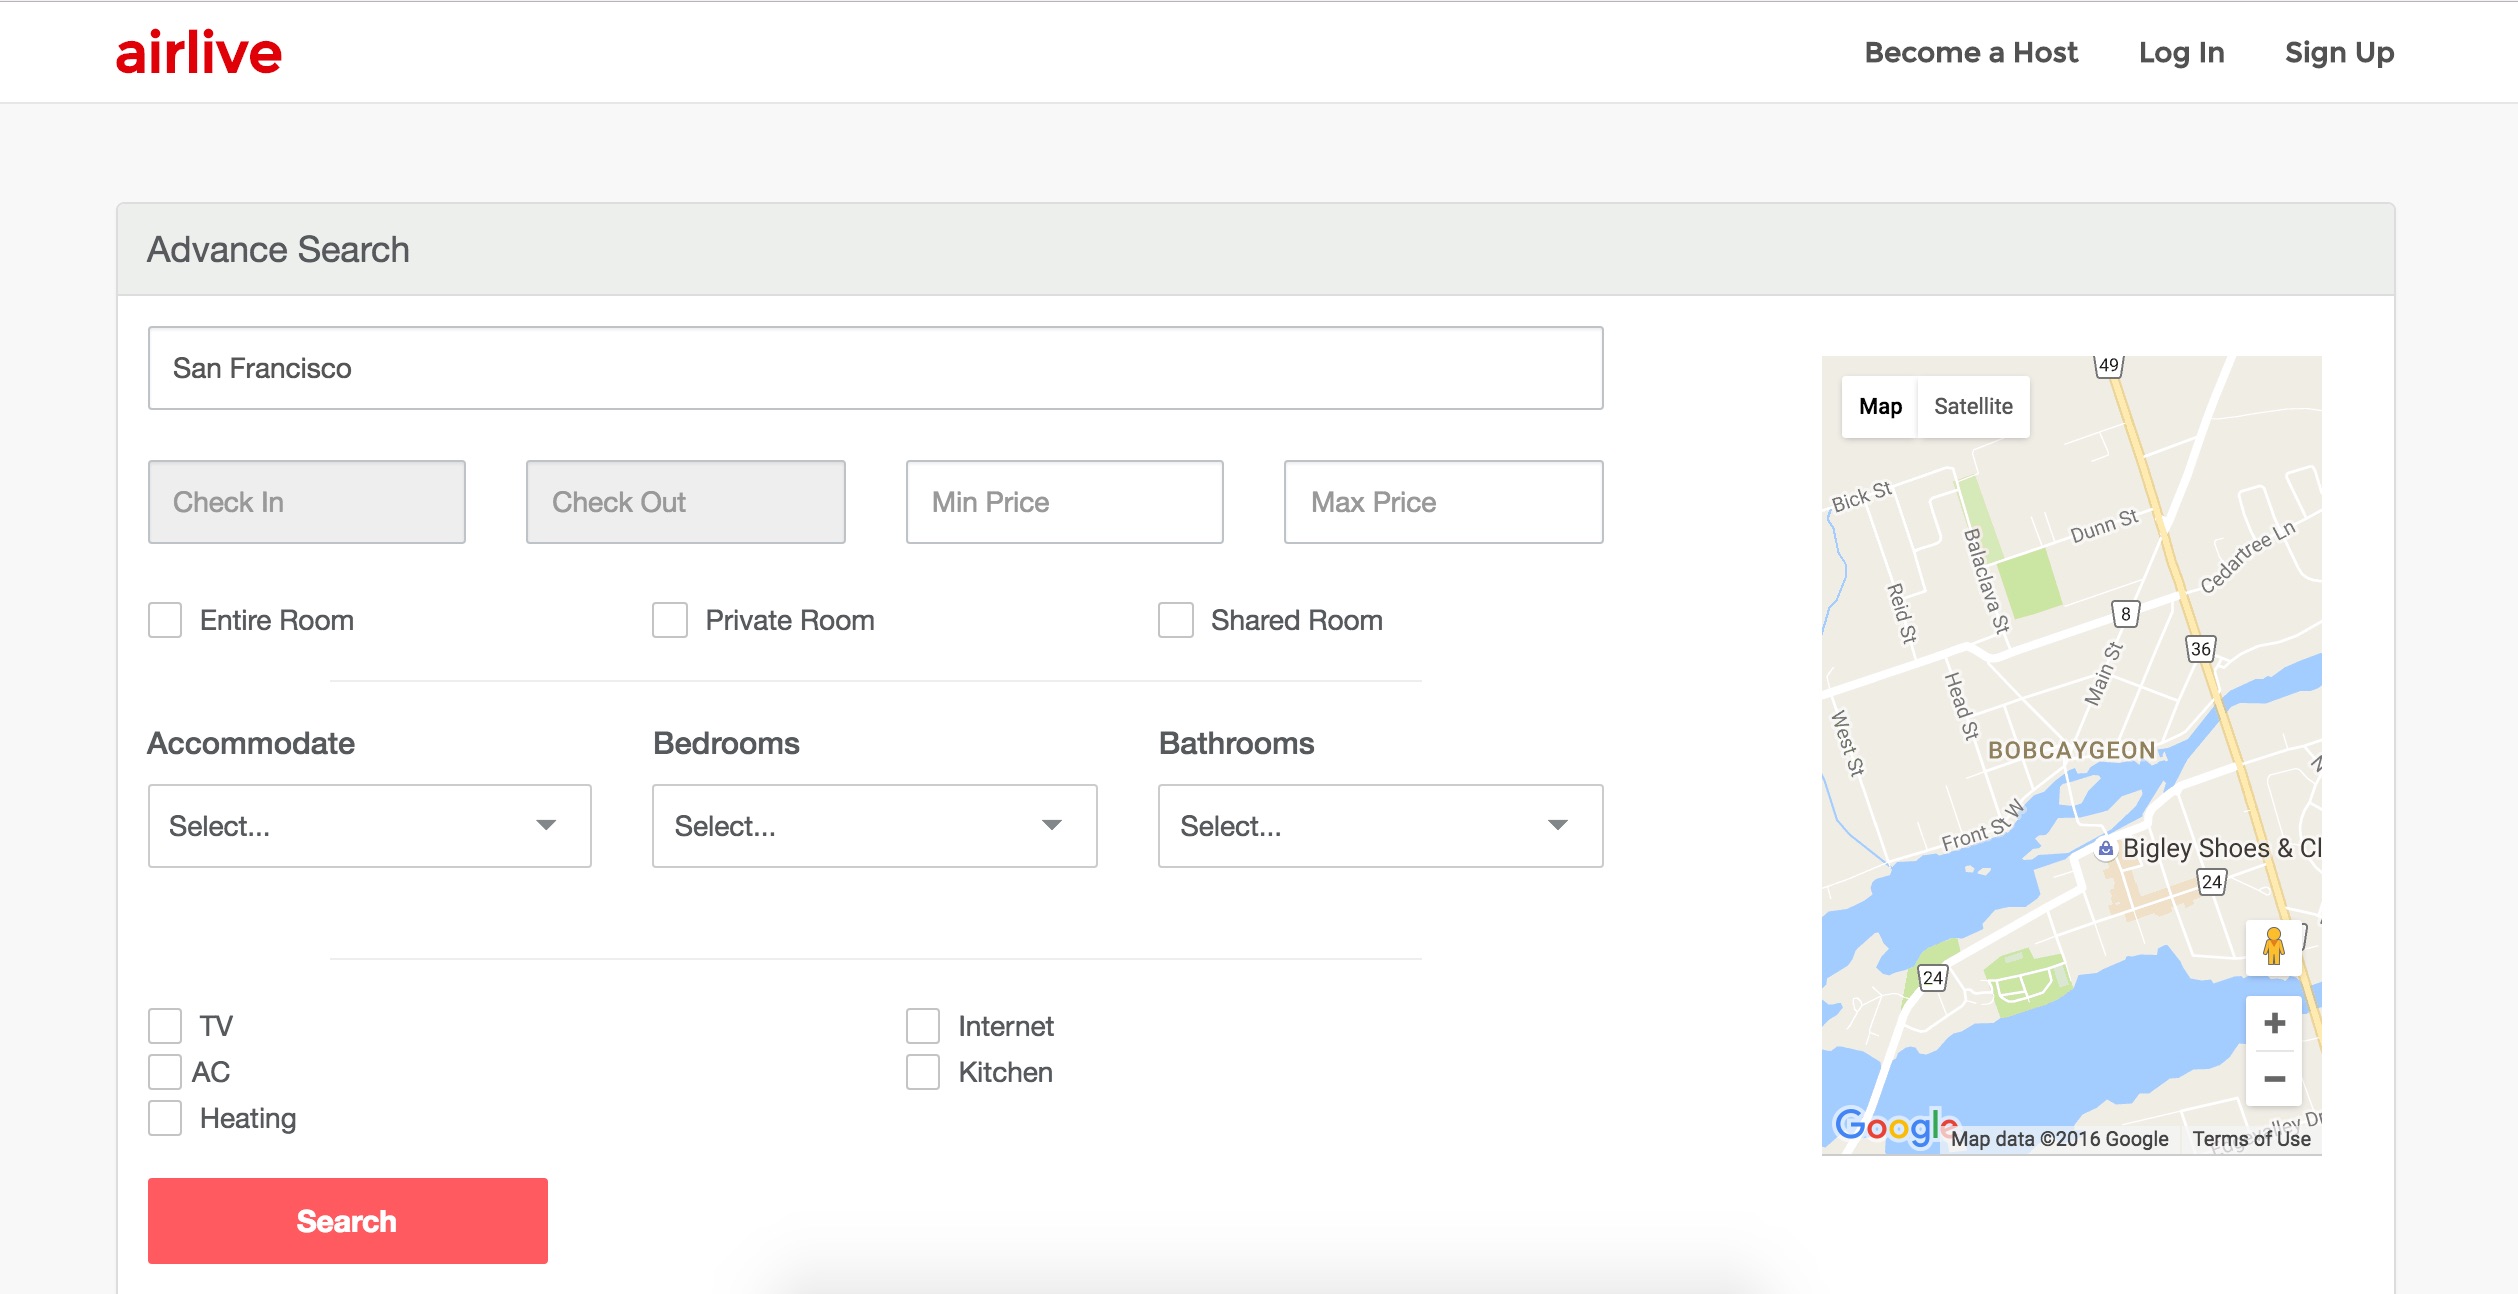 airlive
Become a Host
Log In
Sign Up
Advance Search
San Francisco
Check In
Check Out
Min Price
Max Price
Entire Room
Private Room
Shared Room
Accommodate
Bedrooms
Bathrooms
Select...
Select...
Select...
TV
Internet
AC
Kitchen
Heating
Search
Map
Satellite
49
Bick St
Dunn St
Cedartree Ln
Balaclava St
Reid St
8
36
Main St
Head St
West St
BOBCAYGEON
Front St W
Bigley Shoes & Cl
24
24
Google
Map data ©2016 Google
Terms of Use